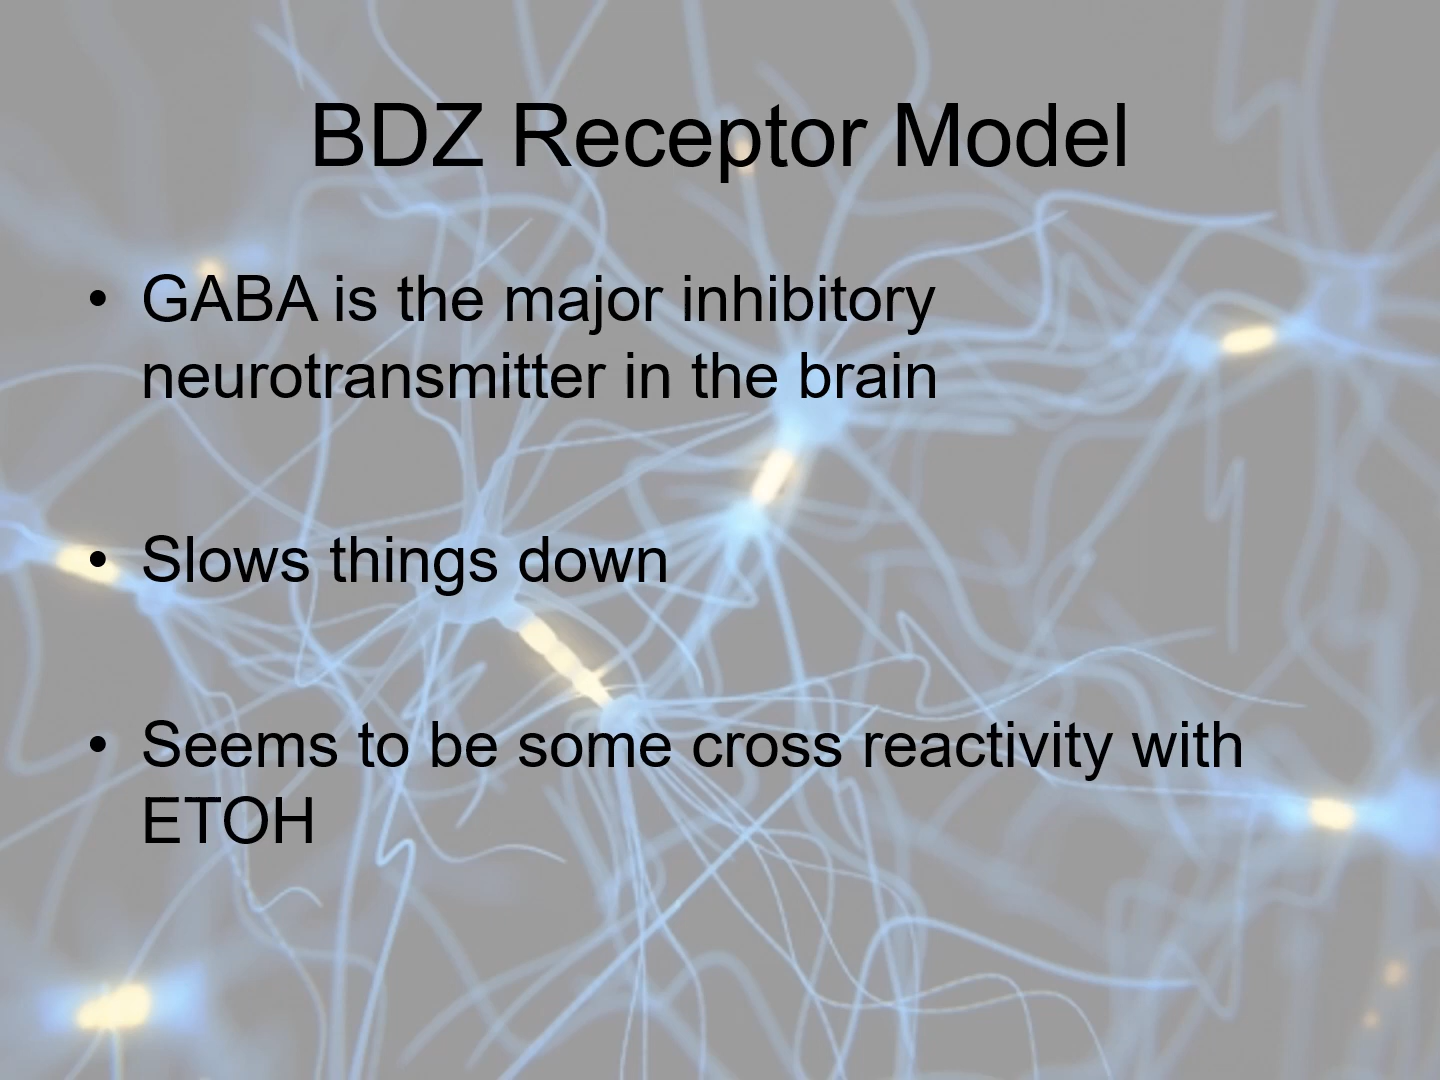 BDZ Receptor Model
• GABA is the major inhibitory
neurotransmitter in the brain
• Slows things down
• Seems to be some cross reactivity with
ETOH